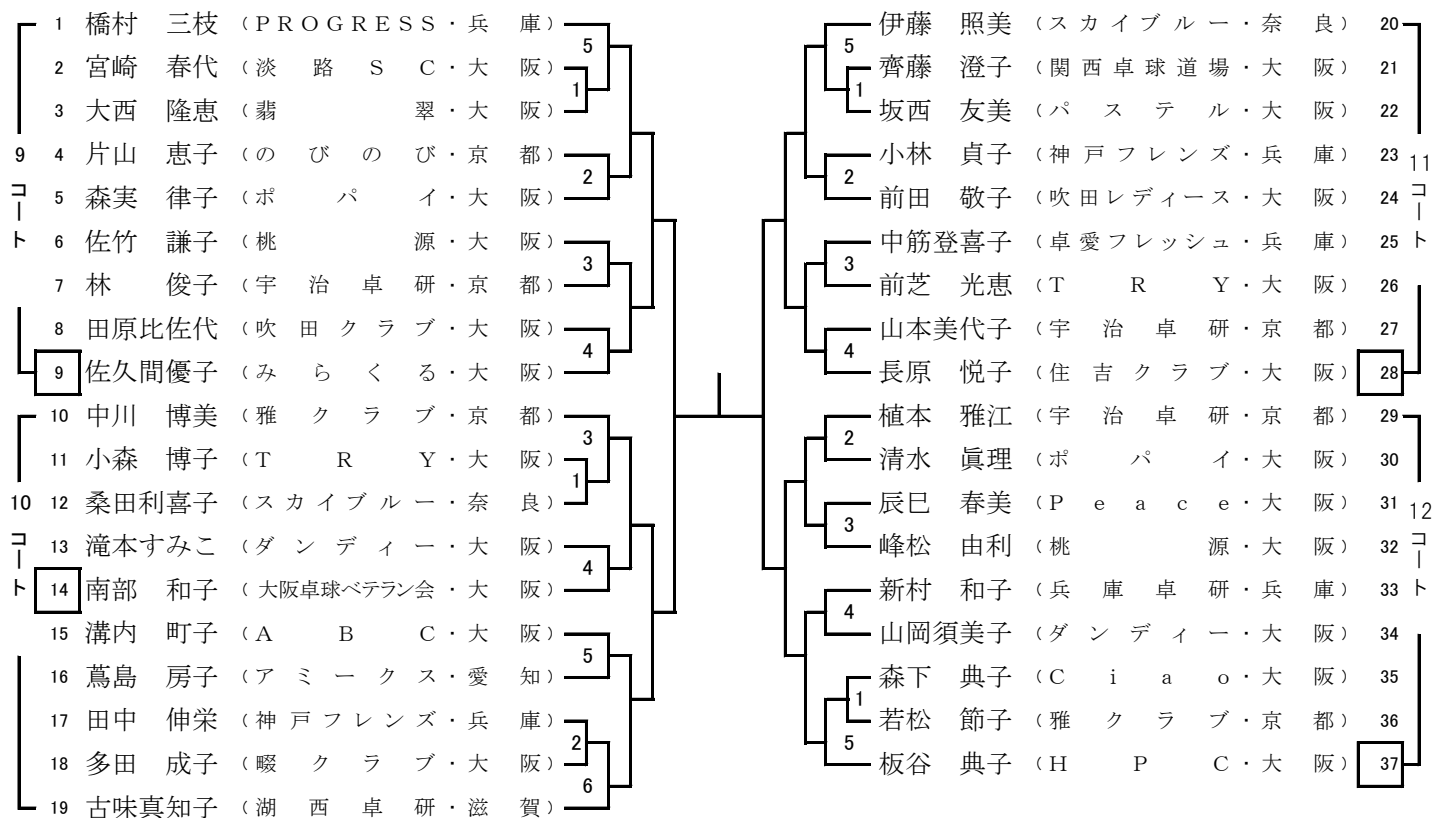 1 橋村 三枝 (PROGRESS・兵 庫)
2 宮崎 春代 (淡路SC・大 阪)
3 大西 隆恵 (翡翠・大 阪)
4 片山 恵子 (のびのび・京 都)
5 森実 律子 (ポパイ・大 阪)
6 佐竹 謙子 (桃源・大 阪)
7 林 俊子 (宇治卓研・京 都)
8 田原比佐代 (吹田クラブ・大 阪)
9 佐久間優子 (みらくる・大 阪)
9コート
5
1
2
3
4
10 中川 博美 (雅クラブ・京 都)
11 小森 博子 (TRY・大 阪)
12 桑田利喜子 (スカイブルー・奈 良)
13 滝本すみこ (ダンディー・大 阪)
14 南部 和子 (大阪卓球ベテラン会・大 阪)
15 溝内 町子 (ABC・大 阪)
16 蔦島 房子 (アミークス・愛 知)
17 田中 伸栄 (神戸フレンズ・兵 庫)
18 多田 成子 (畷クラブ・大 阪)
19 古味真知子 (湖西卓研・滋 賀)
10コート
3
1
4
5
2
6
伊藤 照美 (スカイブルー・奈 良) 20
齊藤 澄子 (関西卓球道場・大 阪) 21
坂西 友美 (パステル・大 阪) 22
小林 貞子 (神戸フレンズ・兵 庫) 23
前田 敬子 (吹田レディース・大 阪) 24
中筋登喜子 (卓愛フレッシュ・兵 庫) 25
前芝 光恵 (TRY・大 阪) 26
山本美代子 (宇治卓研・京 都) 27
長原 悦子 (住吉クラブ・大 阪) 28
11コート
5
1
2
3
4
植本 雅江 (宇治卓研・京 都) 29
清水 眞理 (ポパイ・大 阪) 30
辰巳 春美 (Peace・大 阪) 31
峰松 由利 (桃源・大 阪) 32
新村 和子 (兵庫卓研・兵 庫) 33
山岡須美子 (ダンディー・大 阪) 34
森下 典子 (Ciao・大 阪) 35
若松 節子 (雅クラブ・京 都) 36
板谷 典子 (HPC・大 阪) 37
12コート
2
3
4
1
5